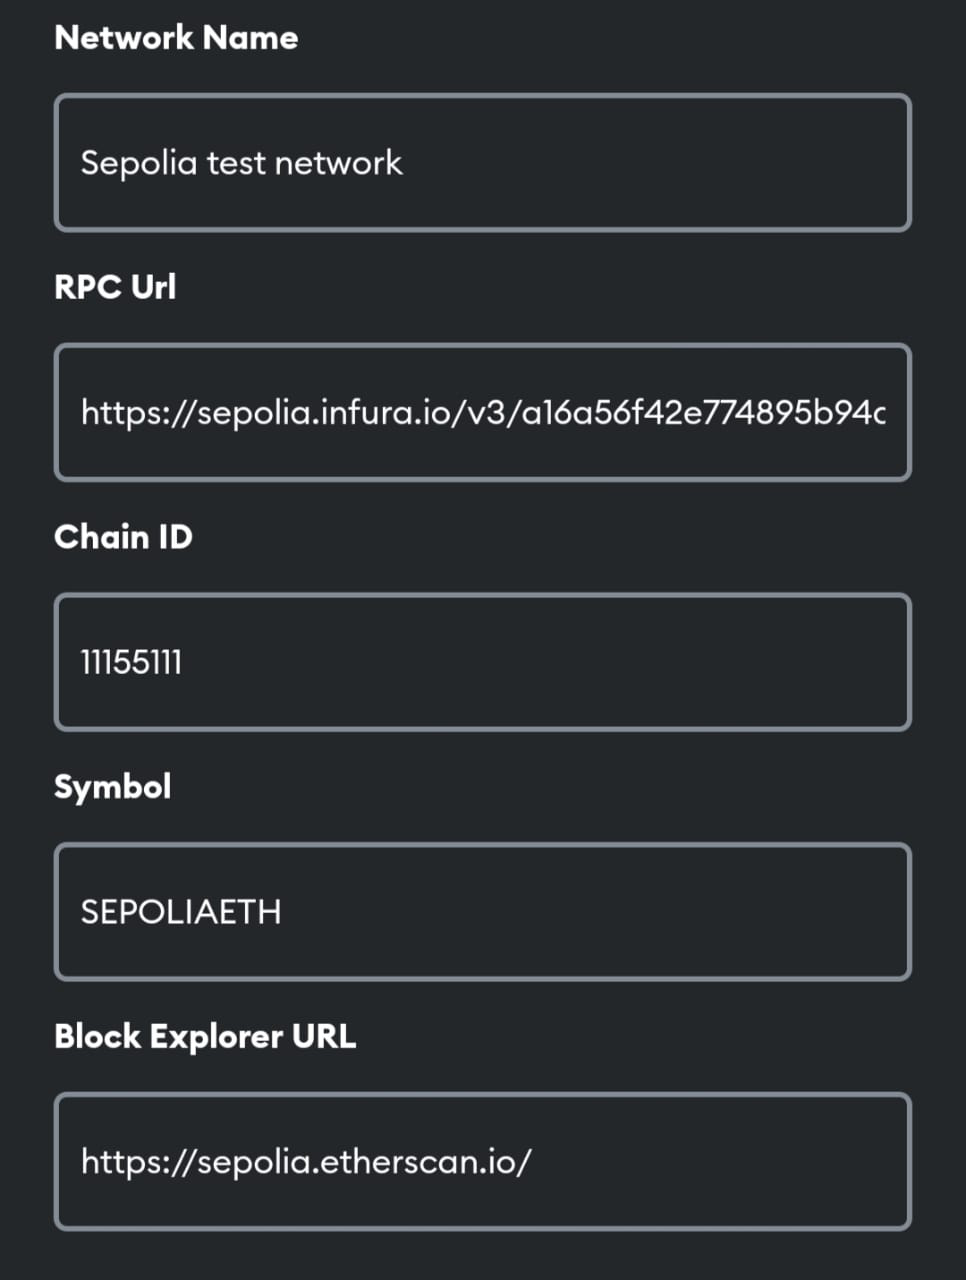 Network Name
Sepolia test network
RPC Url
https://sepolia.infura.io/v3/a16a56f42e774895b94c
Chain ID
11155111
Symbol
SEPOLIAETH
Block Explorer URL
https://sepolia.etherscan.io/